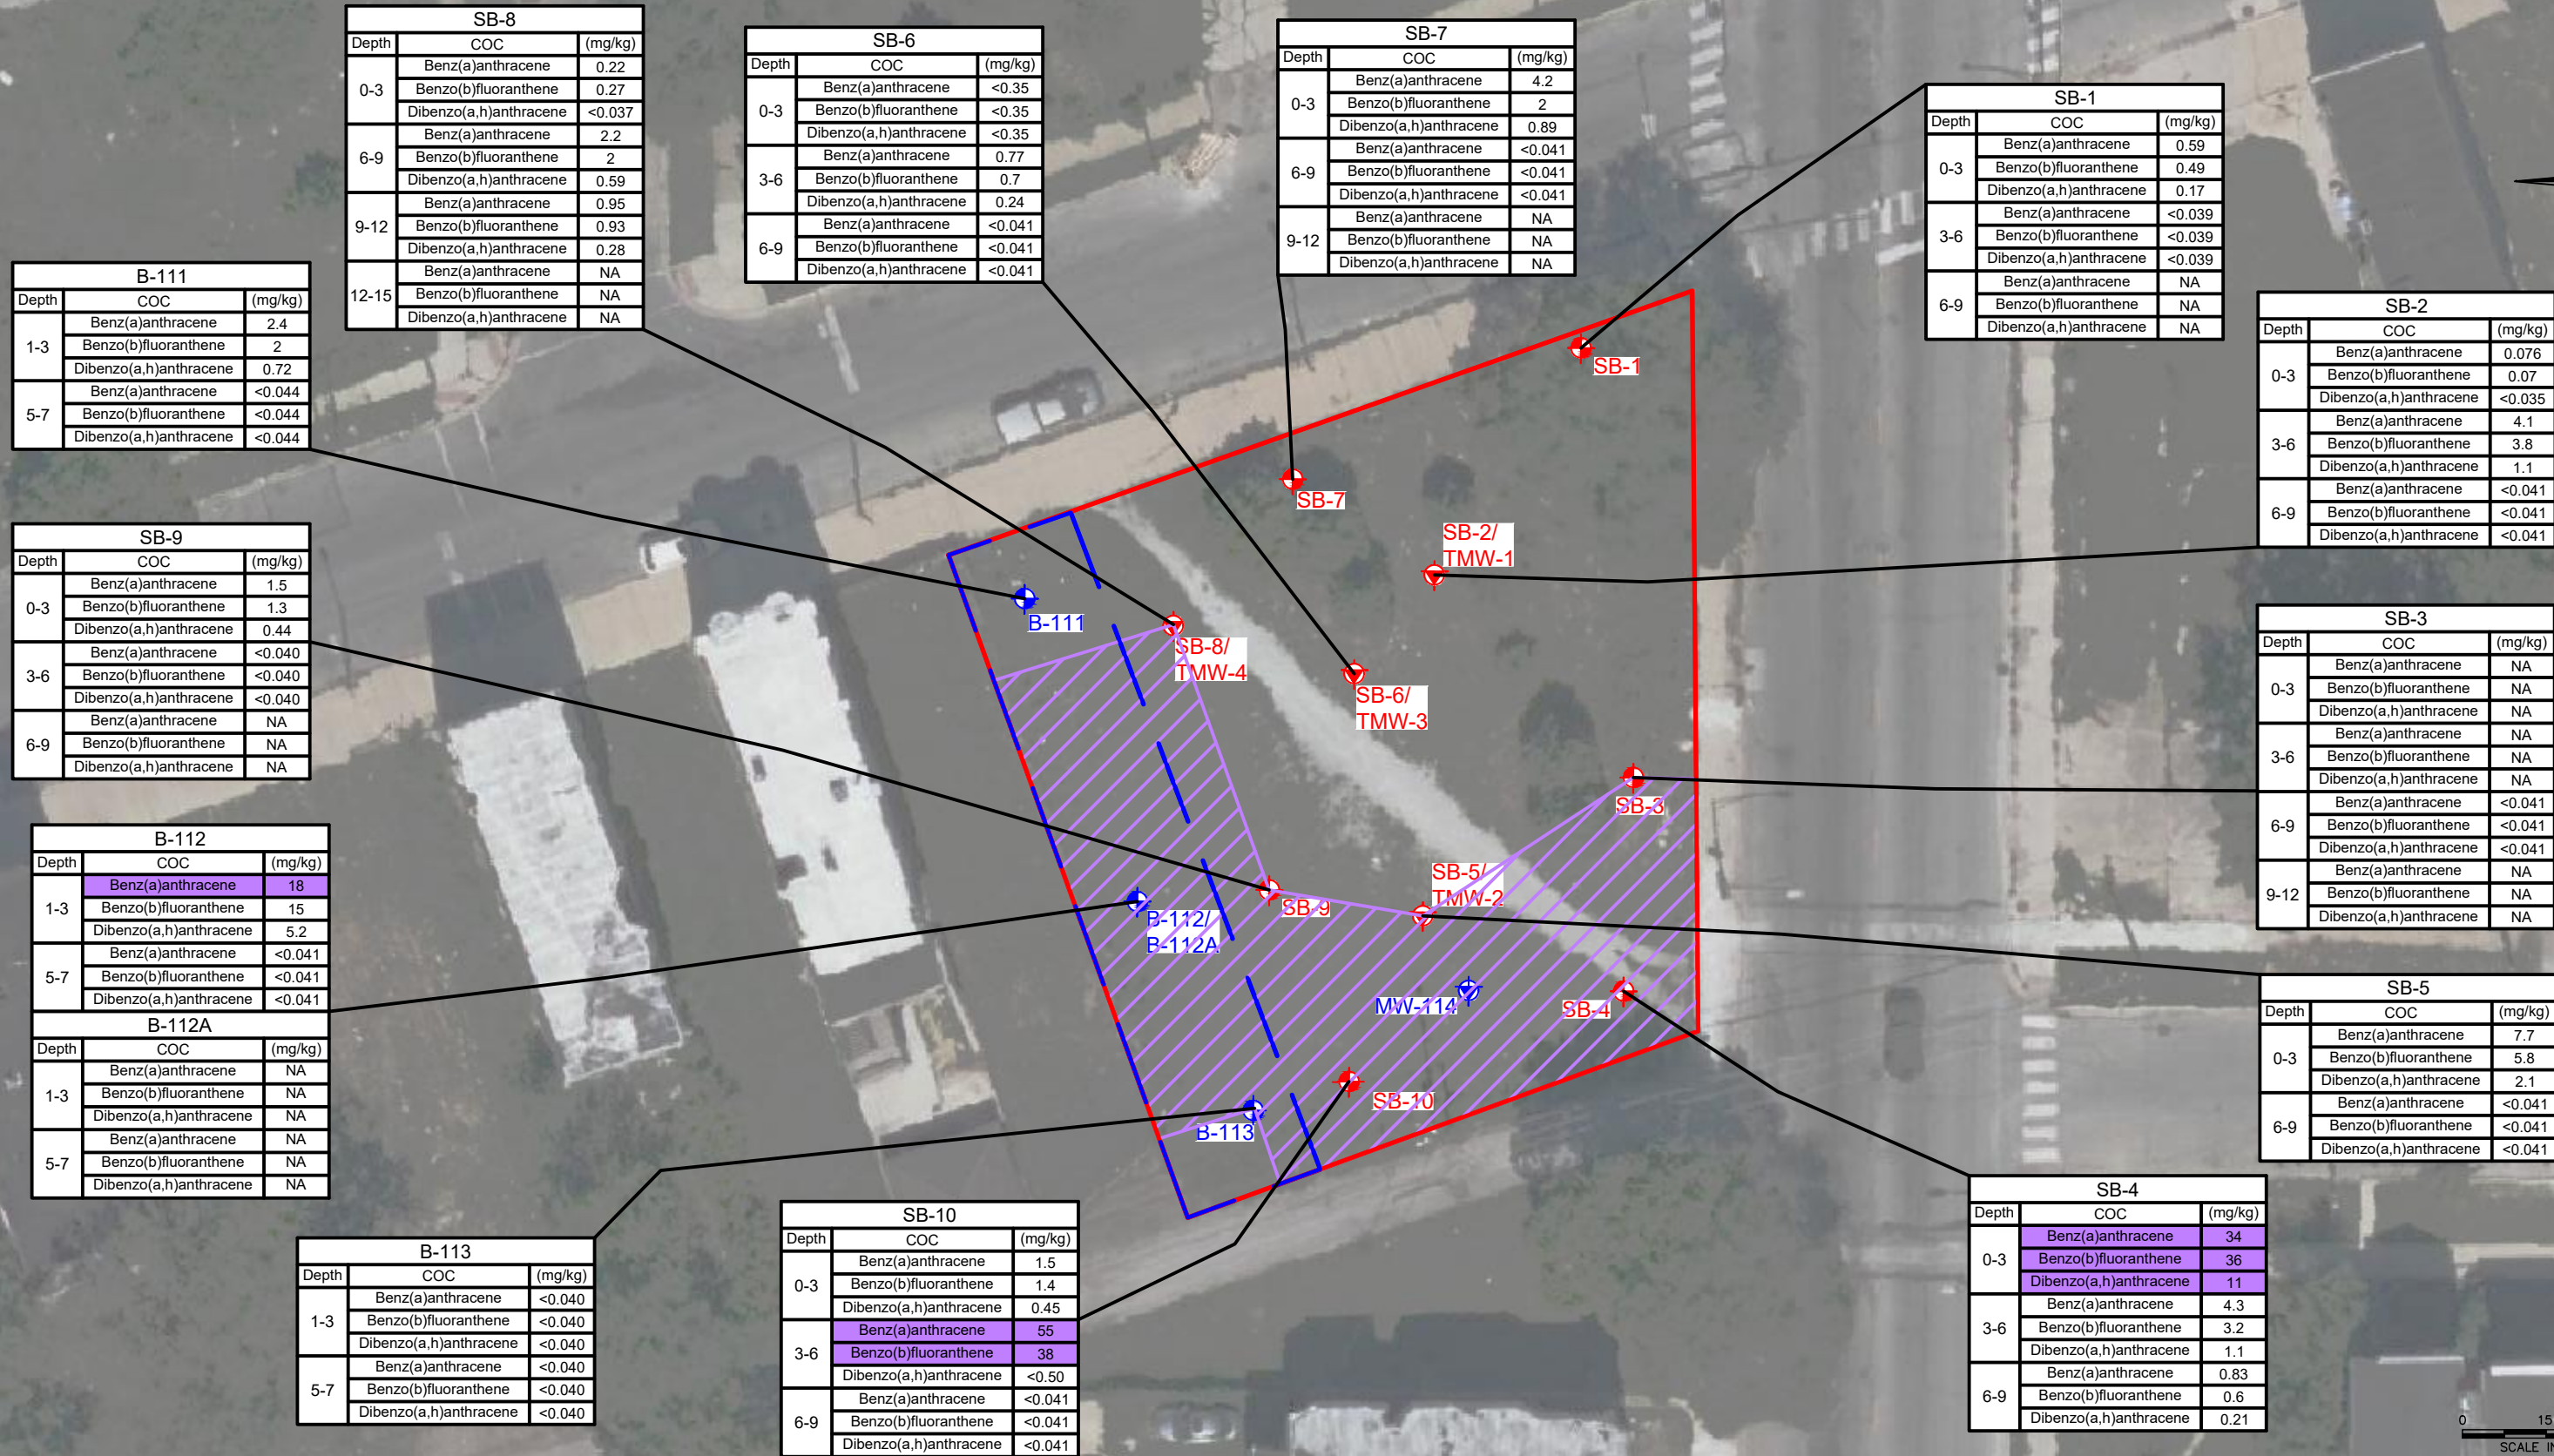 SB-8
Depth COC (mg/kg)
0-3
Benz(a)anthracene 0.22
Benzo(b)fluoranthene 0.27
Dibenzo(a,h)anthracene <0.037
6-9
Benz(a)anthracene 2.2
Benzo(b)fluoranthene 2
Dibenzo(a,h)anthracene 0.59
9-12
Benz(a)anthracene 0.95
Benzo(b)fluoranthene 0.93
Dibenzo(a,h)anthracene 0.28
12-15
Benz(a)anthracene NA
Benzo(b)fluoranthene NA
Dibenzo(a,h)anthracene NA
SB-6
Depth COC (mg/kg)
0-3
Benz(a)anthracene <0.35
Benzo(b)fluoranthene <0.35
Dibenzo(a,h)anthracene <0.35
3-6
Benz(a)anthracene 0.77
Benzo(b)fluoranthene 0.7
Dibenzo(a,h)anthracene 0.24
6-9
Benz(a)anthracene <0.041
Benzo(b)fluoranthene <0.041
Dibenzo(a,h)anthracene <0.041
SB-7
Depth COC (mg/kg)
0-3
Benz(a)anthracene 4.2
Benzo(b)fluoranthene 2
Dibenzo(a,h)anthracene 0.89
6-9
Benz(a)anthracene <0.041
Benzo(b)fluoranthene <0.041
Dibenzo(a,h)anthracene <0.041
9-12
Benz(a)anthracene NA
Benzo(b)fluoranthene NA
Dibenzo(a,h)anthracene NA
SB-1
Depth COC (mg/kg)
0-3
Benz(a)anthracene 0.59
Benzo(b)fluoranthene 0.49
Dibenzo(a,h)anthracene 0.17
3-6
Benz(a)anthracene <0.039
Benzo(b)fluoranthene <0.039
Dibenzo(a,h)anthracene <0.039
6-9
Benz(a)anthracene NA
Benzo(b)fluoranthene NA
Dibenzo(a,h)anthracene NA
B-111
Depth COC (mg/kg)
1-3
Benz(a)anthracene 2.4
Benzo(b)fluoranthene 2
Dibenzo(a,h)anthracene 0.72
5-7
Benz(a)anthracene <0.044
Benzo(b)fluoranthene <0.044
Dibenzo(a,h)anthracene <0.044
SB-2
Depth COC (mg/kg)
0-3
Benz(a)anthracene 0.076
Benzo(b)fluoranthene 0.07
Dibenzo(a,h)anthracene <0.035
3-6
Benz(a)anthracene 4.1
Benzo(b)fluoranthene 3.8
Dibenzo(a,h)anthracene 1.1
6-9
Benz(a)anthracene <0.041
Benzo(b)fluoranthene <0.041
Dibenzo(a,h)anthracene <0.041
SB-9
Depth COC (mg/kg)
0-3
Benz(a)anthracene 1.5
Benzo(b)fluoranthene 1.3
Dibenzo(a,h)anthracene 0.44
3-6
Benz(a)anthracene <0.040
Benzo(b)fluoranthene <0.040
Dibenzo(a,h)anthracene <0.040
6-9
Benz(a)anthracene NA
Benzo(b)fluoranthene NA
Dibenzo(a,h)anthracene NA
SB-3
Depth COC (mg/kg)
0-3
Benz(a)anthracene NA
Benzo(b)fluoranthene NA
Dibenzo(a,h)anthracene NA
3-6
Benz(a)anthracene NA
Benzo(b)fluoranthene NA
Dibenzo(a,h)anthracene NA
6-9
Benz(a)anthracene <0.041
Benzo(b)fluoranthene <0.041
Dibenzo(a,h)anthracene <0.041
9-12
Benz(a)anthracene NA
Benzo(b)fluoranthene NA
Dibenzo(a,h)anthracene NA
SB-1
SB-7
SB-2/
TMW-1
B-111
SB-8/
TMW-4
SB-6/
TMW-3
SB-3
SB-5/
TMW-2
SB-9
B-112/
B-112A
MW-114
SB-4
SB-10
B-113
B-112
Depth COC (mg/kg)
1-3
Benz(a)anthracene 18
Benzo(b)fluoranthene 15
Dibenzo(a,h)anthracene 5.2
5-7
Benz(a)anthracene <0.041
Benzo(b)fluoranthene <0.041
Dibenzo(a,h)anthracene <0.041
B-112A
Depth COC (mg/kg)
1-3
Benz(a)anthracene NA
Benzo(b)fluoranthene NA
Dibenzo(a,h)anthracene NA
5-7
Benz(a)anthracene NA
Benzo(b)fluoranthene NA
Dibenzo(a,h)anthracene NA
SB-5
Depth COC (mg/kg)
0-3
Benz(a)anthracene 7.7
Benzo(b)fluoranthene 5.8
Dibenzo(a,h)anthracene 2.1
6-9
Benz(a)anthracene <0.041
Benzo(b)fluoranthene <0.041
Dibenzo(a,h)anthracene <0.041
B-113
Depth COC (mg/kg)
1-3
Benz(a)anthracene <0.040
Benzo(b)fluoranthene <0.040
Dibenzo(a,h)anthracene <0.040
5-7
Benz(a)anthracene <0.040
Benzo(b)fluoranthene <0.040
Dibenzo(a,h)anthracene <0.040
SB-10
Depth COC (mg/kg)
0-3
Benz(a)anthracene 1.5
Benzo(b)fluoranthene 1.4
Dibenzo(a,h)anthracene 0.45
3-6
Benz(a)anthracene 55
Benzo(b)fluoranthene 38
Dibenzo(a,h)anthracene <0.50
6-9
Benz(a)anthracene <0.041
Benzo(b)fluoranthene <0.041
Dibenzo(a,h)anthracene <0.041
SB-4
Depth COC (mg/kg)
0-3
Benz(a)anthracene 34
Benzo(b)fluoranthene 36
Dibenzo(a,h)anthracene 11
3-6
Benz(a)anthracene 4.3
Benzo(b)fluoranthene 3.2
Dibenzo(a,h)anthracene 1.1
6-9
Benz(a)anthracene 0.83
Benzo(b)fluoranthene 0.6
Dibenzo(a,h)anthracene 0.21
0 15
SCALE